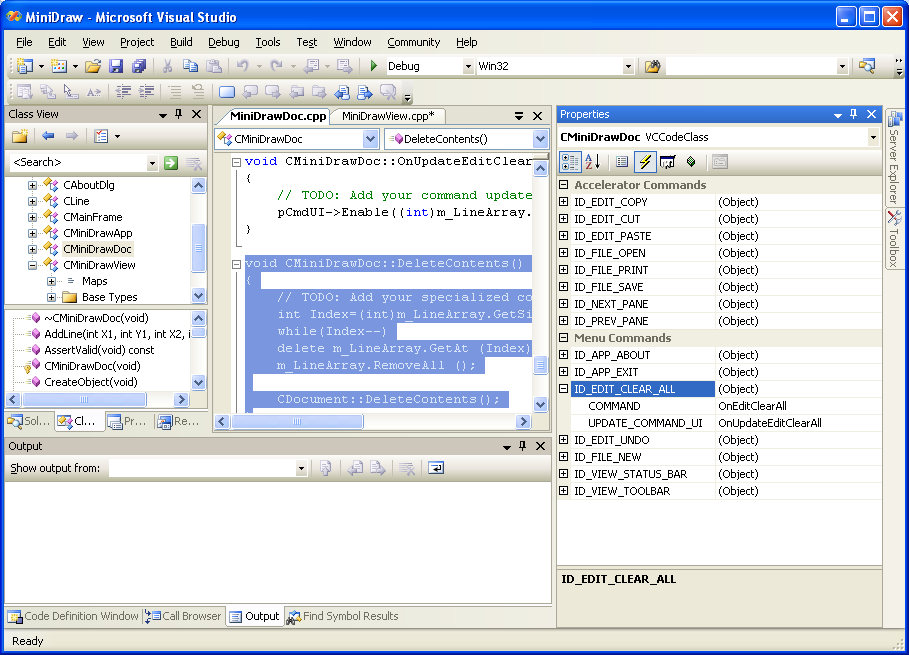 MiniDraw - Microsoft Visual Studio
File Edit View Project Build Debug Tools Test Window Community Help
Debug Win32
Class View
<Search>
CAboutDlg
CLine
CMainFrame
CMiniDrawApp
CMiniDrawDoc
CMiniDrawView
Maps
Base Types
~CMiniDrawDoc(void)
AddLine(int X1, int Y1, int X2, i
AssertValid(void) const
CMiniDrawDoc(void)
CreateObject(void)
Sol... Cl... Pr... Re...
MiniDrawDoc.cpp MiniDrawView.cpp*
CMiniDrawDoc DeleteContents()
void CMiniDrawDoc::OnUpdateEditClear
{
// TODO: Add your command update
pCmdUI->Enable((int)m_LineArray.
}
void CMiniDrawDoc::DeleteContents()
{
// TODO: Add your specialized co
int Index=(int)m_LineArray.GetSi
while(Index--)
delete m_LineArray.GetAt (Index)
m_LineArray.RemoveAll ();
CDocument::DeleteContents();
Properties
CMiniDrawDoc VCCodeClass
Accelerator Commands
ID_EDIT_COPY (Object)
ID_EDIT_CUT (Object)
ID_EDIT_PASTE (Object)
ID_FILE_OPEN (Object)
ID_FILE_PRINT (Object)
ID_FILE_SAVE (Object)
ID_NEXT_PANE (Object)
ID_PREV_PANE (Object)
Menu Commands
ID_APP_ABOUT (Object)
ID_APP_EXIT (Object)
ID_EDIT_CLEAR_ALL (Object)
COMMAND OnEditClearAll
UPDATE_COMMAND_UI OnUpdateEditClearAll
ID_EDIT_UNDO (Object)
ID_FILE_NEW (Object)
ID_VIEW_STATUS_BAR (Object)
ID_VIEW_TOOLBAR (Object)
ID_EDIT_CLEAR_ALL
Server Explorer
Toolbox
Output
Show output from:
Code Definition Window Call Browser Output Find Symbol Results
Ready